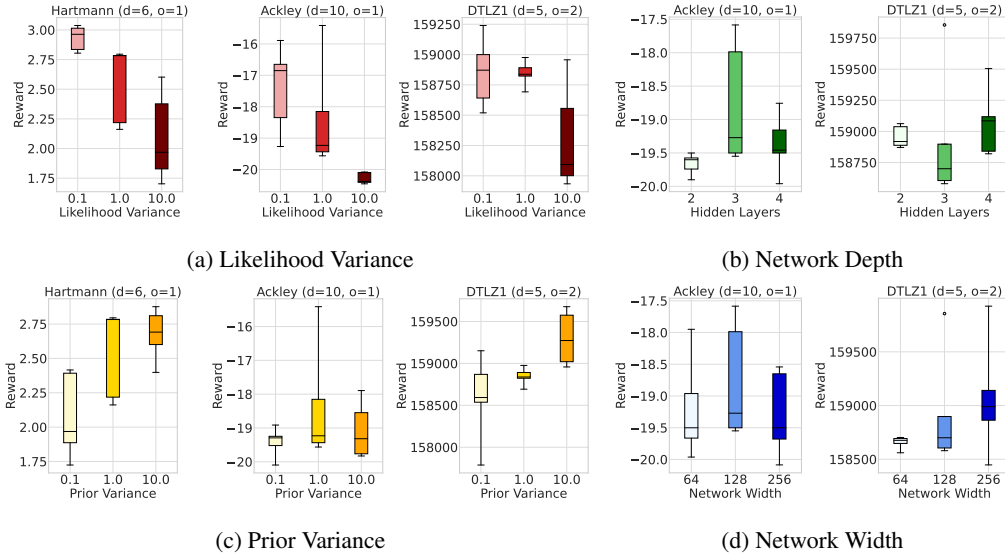 Hartmann (d=6, o=1)
Reward
3.00
2.75
2.50
2.25
2.00
1.75
0.1 1.0 10.0
Likelihood Variance
Ackley (d=10, o=1)
Reward
−16
−17
−18
−19
−20
0.1 1.0 10.0
Likelihood Variance
DTLZ1 (d=5, o=2)
Reward
159250
159000
158750
158500
158250
158000
0.1 1.0 10.0
Likelihood Variance
(a) Likelihood Variance
Ackley (d=10, o=1)
Reward
−17.5
−18.0
−18.5
−19.0
−19.5
−20.0
2 3 4
Hidden Layers
DTLZ1 (d=5, o=2)
Reward
159750
159500
159250
159000
158750
2 3 4
Hidden Layers
(b) Network Depth
Hartmann (d=6, o=1)
Reward
2.75
2.50
2.25
2.00
1.75
0.1 1.0 10.0
Prior Variance
Ackley (d=10, o=1)
Reward
−16
−17
−18
−19
−20
0.1 1.0 10.0
Prior Variance
DTLZ1 (d=5, o=2)
Reward
159500
159000
158500
158000
0.1 1.0 10.0
Prior Variance
(c) Prior Variance
Ackley (d=10, o=1)
Reward
−17.5
−18.0
−18.5
−19.0
−19.5
−20.0
64 128 256
Network Width
DTLZ1 (d=5, o=2)
Reward
159500
159000
158500
64 128 256
Network Width
(d) Network Width